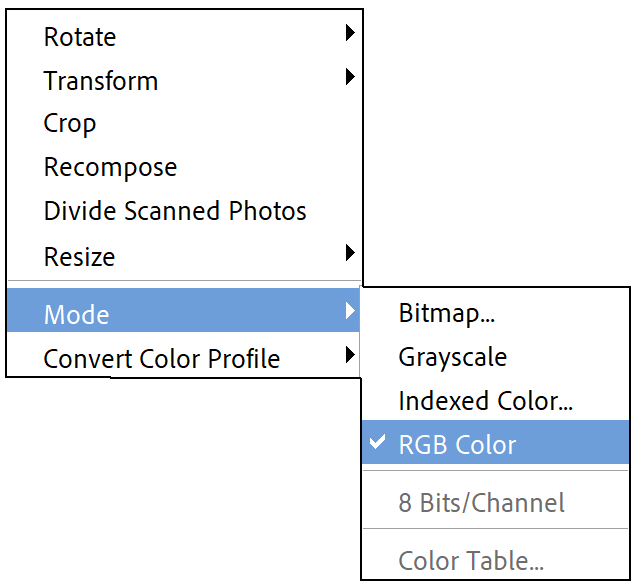 Rotate
Transform
Crop
Recompose
Divide Scanned Photos
Resize
Mode
Convert Color Profile
Bitmap...
Grayscale
Indexed Color...
RGB Color
8 Bits/Channel
Color Table...